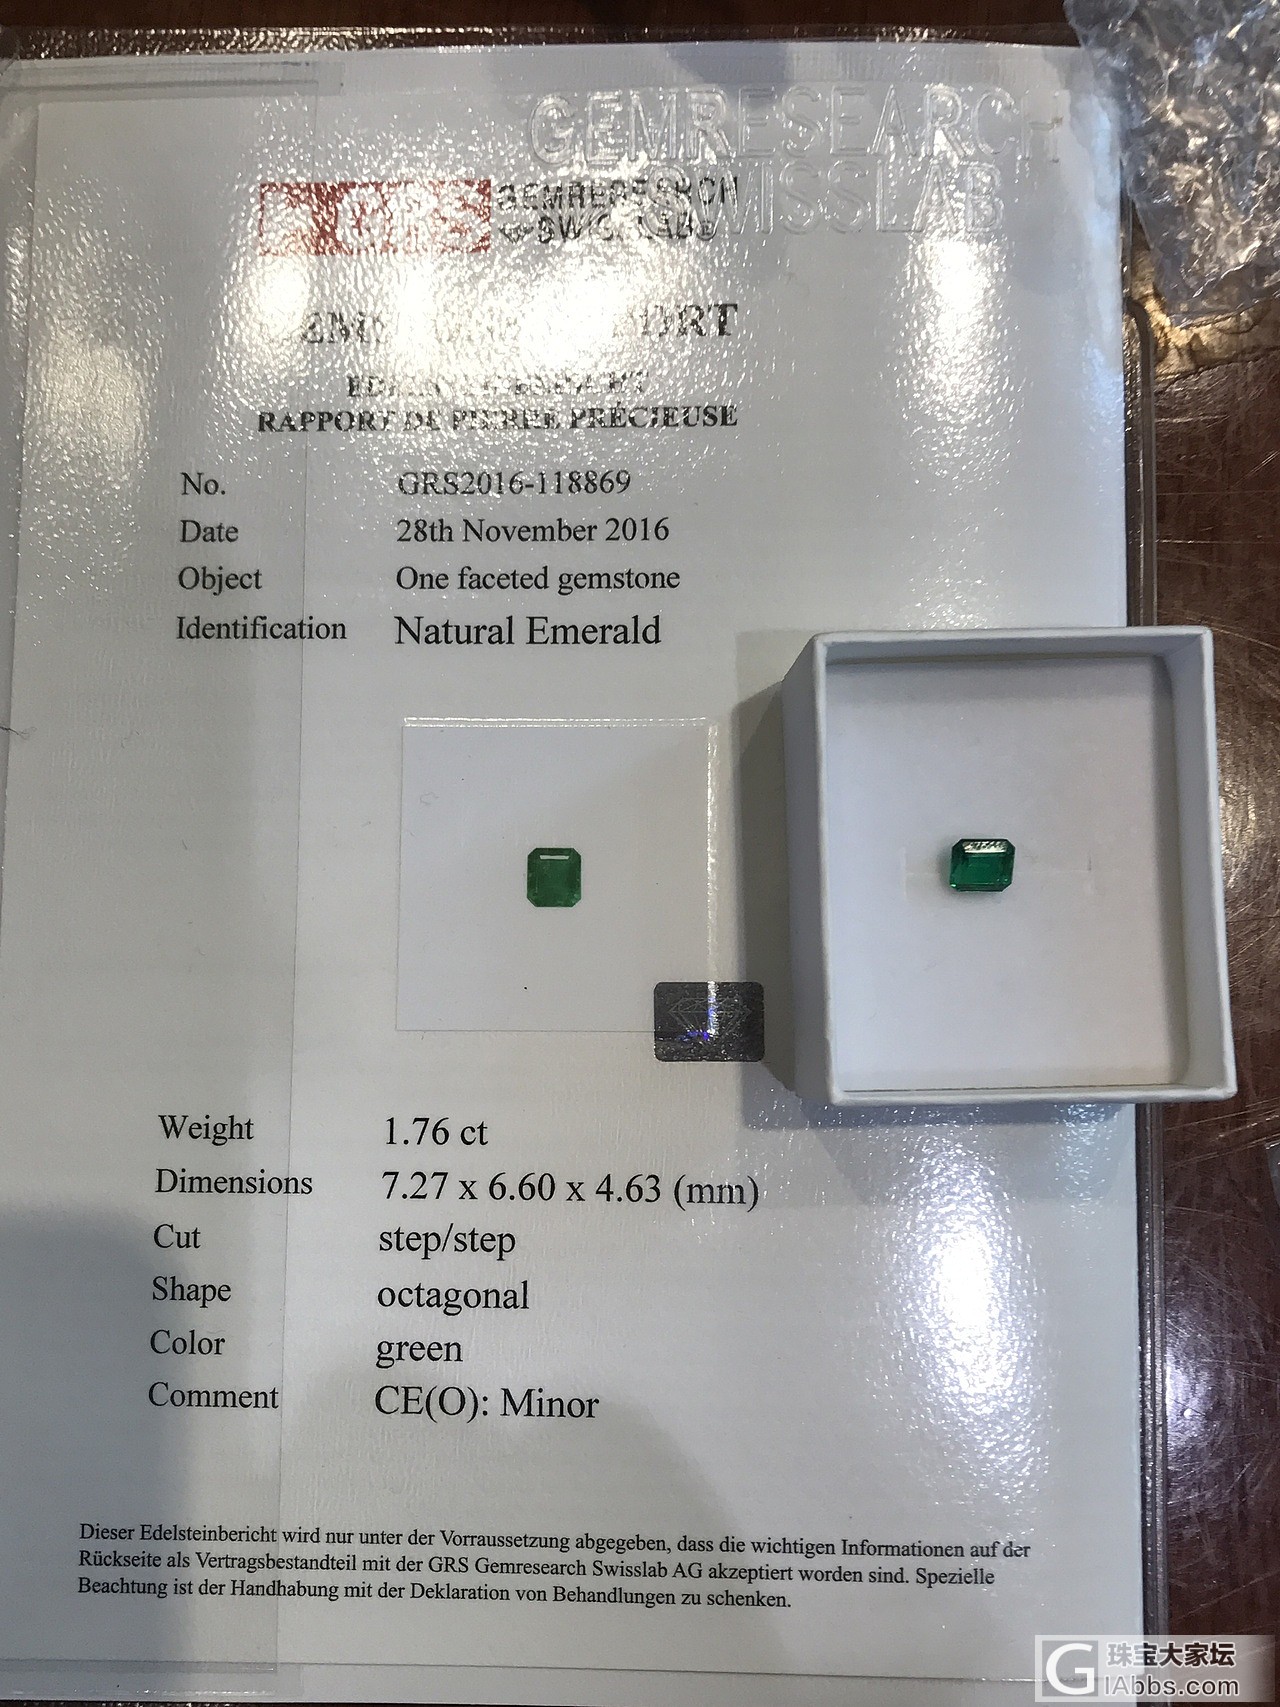 GEMRESEARCH
SWISSLAB
GRS GEMRESEARCH
SWISSLAB
RAPPORT DE PIERRE PRÉCIEUSE
No. GRS2016-118869
Date 28th November 2016
Object One faceted gemstone
Identification Natural Emerald
Weight 1.76 ct
Dimensions 7.27 x 6.60 x 4.63 (mm)
Cut step/step
Shape octagonal
Color green
Comment CE(O): Minor
Dieser Edelsteinbericht wird nur unter der Vorraussetzung abgegeben, dass die wichtigen Informationen auf der
Rückseite als Vertragsbestandteil mit der GRS Gemresearch Swisslab AG akzeptiert worden sind. Spezielle
Beachtung ist der Handhabung mit der Deklaration von Behandlungen zu schenken.
G 珠宝大家坛
lAbbs.com